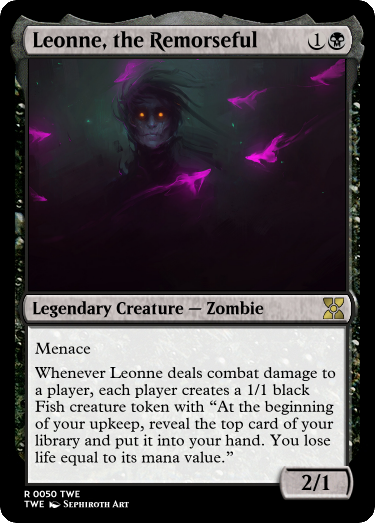 Leonne, the Remorseful 1
Legendary Creature — Zombie
Menace
Whenever Leonne deals combat damage to
a player, each player creates a 1/1 black
Fish creature token with “At the beginning
of your upkeep, reveal the top card of your
library and put it into your hand. You lose
life equal to its mana value.”
2/1
R 0050 TWE
TWE Sephiroth Art